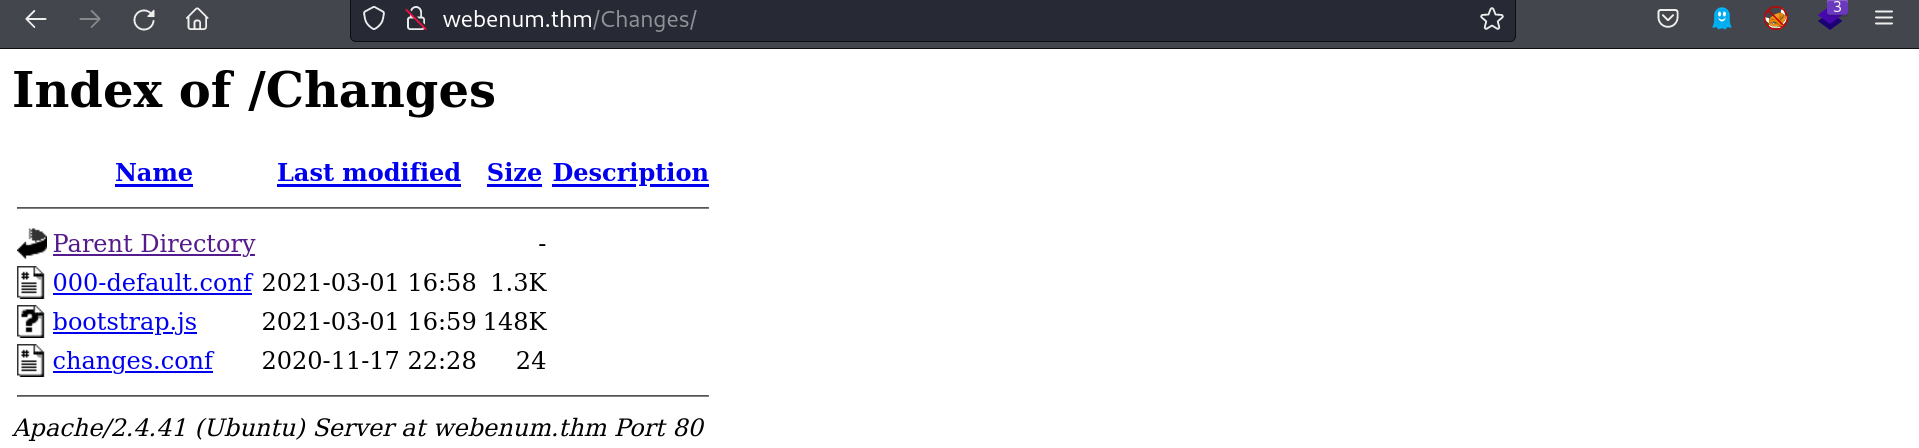 webenum.thm/Changes/
3
Index of /Changes
Name Last modified Size Description
Parent Directory -
000-default.conf 2021-03-01 16:58 1.3K
bootstrap.js 2021-03-01 16:59 148K
changes.conf 2020-11-17 22:28 24
Apache/2.4.41 (Ubuntu) Server at webenum.thm Port 80